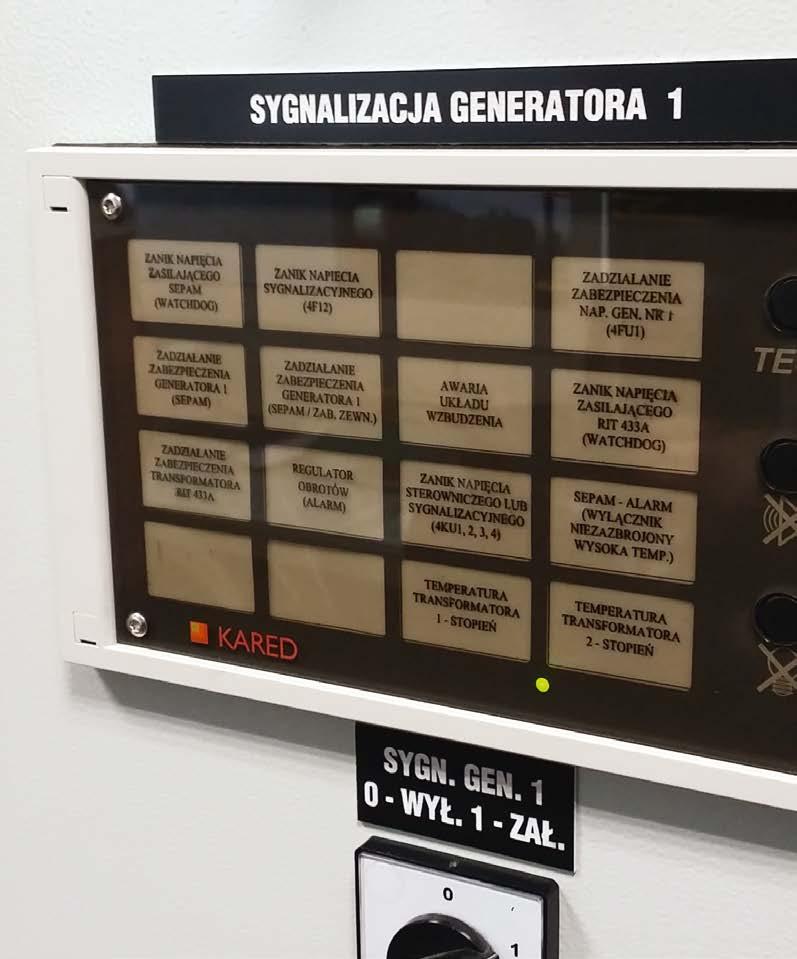 SYGNALIZACJA GENERATORA 1
ZANIK NAPIĘCIA
ZASILAJĄCEGO
SEPAM
(WATCHDOG)
ZANIK NAPIECIA
SYGNALIZACYJNEGO
(4F12)
ZADZIAŁANIE
ZABEZPIECZENIA
NAP. GEN. NR 1
(4FU1)
ZADZIAŁANIE
ZABEZPIECZENIA
GENERATORA 1
(SEPAM)
ZADZIAŁANIE
ZABEZPIECZENIA
GENERATORA 1
(SEPAM / ZAB. ZEWN.)
AWARIA
UKŁADU
WZBUDZENIA
ZANIK NAPIĘCIA
ZASILAJĄCEGO
RIT 433A
(WATCHDOG)
ZADZIAŁANIE
ZABEZPIECZENIA
TRANSFORMATORA
RIT 433A
REGULATOR
OBROTÓW
(ALARM)
ZANIK NAPIĘCIA
STEROWNICZEGO LUB
SYGNALIZACYJNEGO
(4KU1, 2, 3, 4)
SEPAM - ALARM
(WYŁĄCZNIK
NIEZAZBROJONY
WYSOKA TEMP.)
TEMPERATURA
TRANSFORMATORA
1 - STOPIEŃ
TEMPERATURA
TRANSFORMATORA
2 - STOPIEŃ
TE
KARED
SYGN. GEN. 1
0 - WYŁ. 1 - ZAŁ.
0
1